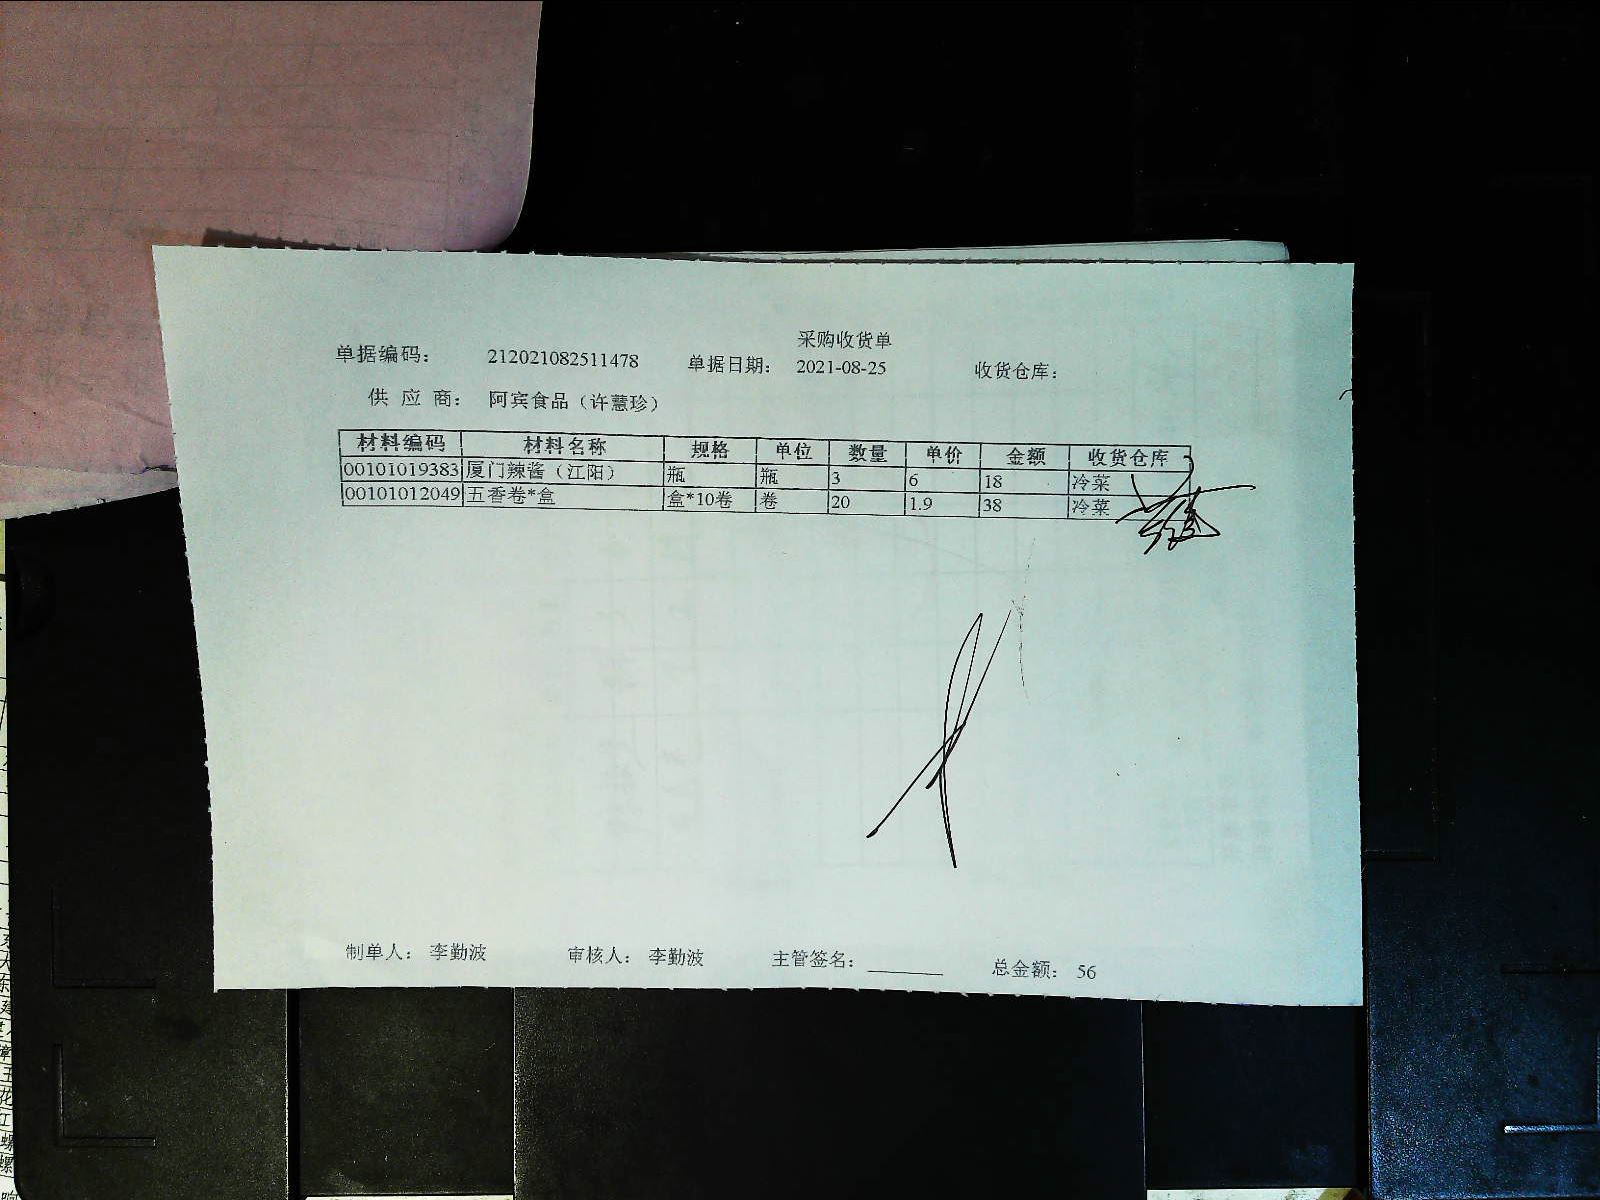 采购收货单
单据编码： 212021082511478 单据日期： 2021-08-25 收货仓库：
供 应 商： 阿宾食品（许慧珍）
材料编码 材料名称 规格 单位 数量 单价 金额 收货仓库
00101019383 厦门辣酱（江阳） 瓶 瓶 3 6 18 冷菜
00101012049 五香卷*盒 盒*10卷 卷 20 1.9 38 冷菜
制单人： 李勤波 审核人： 李勤波 主管签名： 总金额： 56